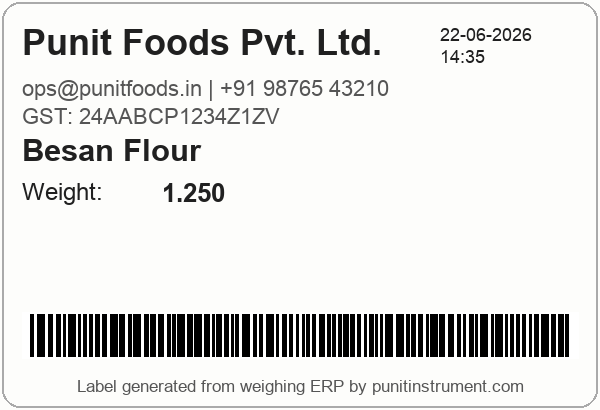 Punit Foods Pvt. Ltd.
22-06-2026
14:35
ops@punitfoods.in | +91 98765 43210
GST: 24AABCP1234Z1ZV
Besan Flour
Weight: 1.250
Label generated from weighing ERP by punitinstrument.com